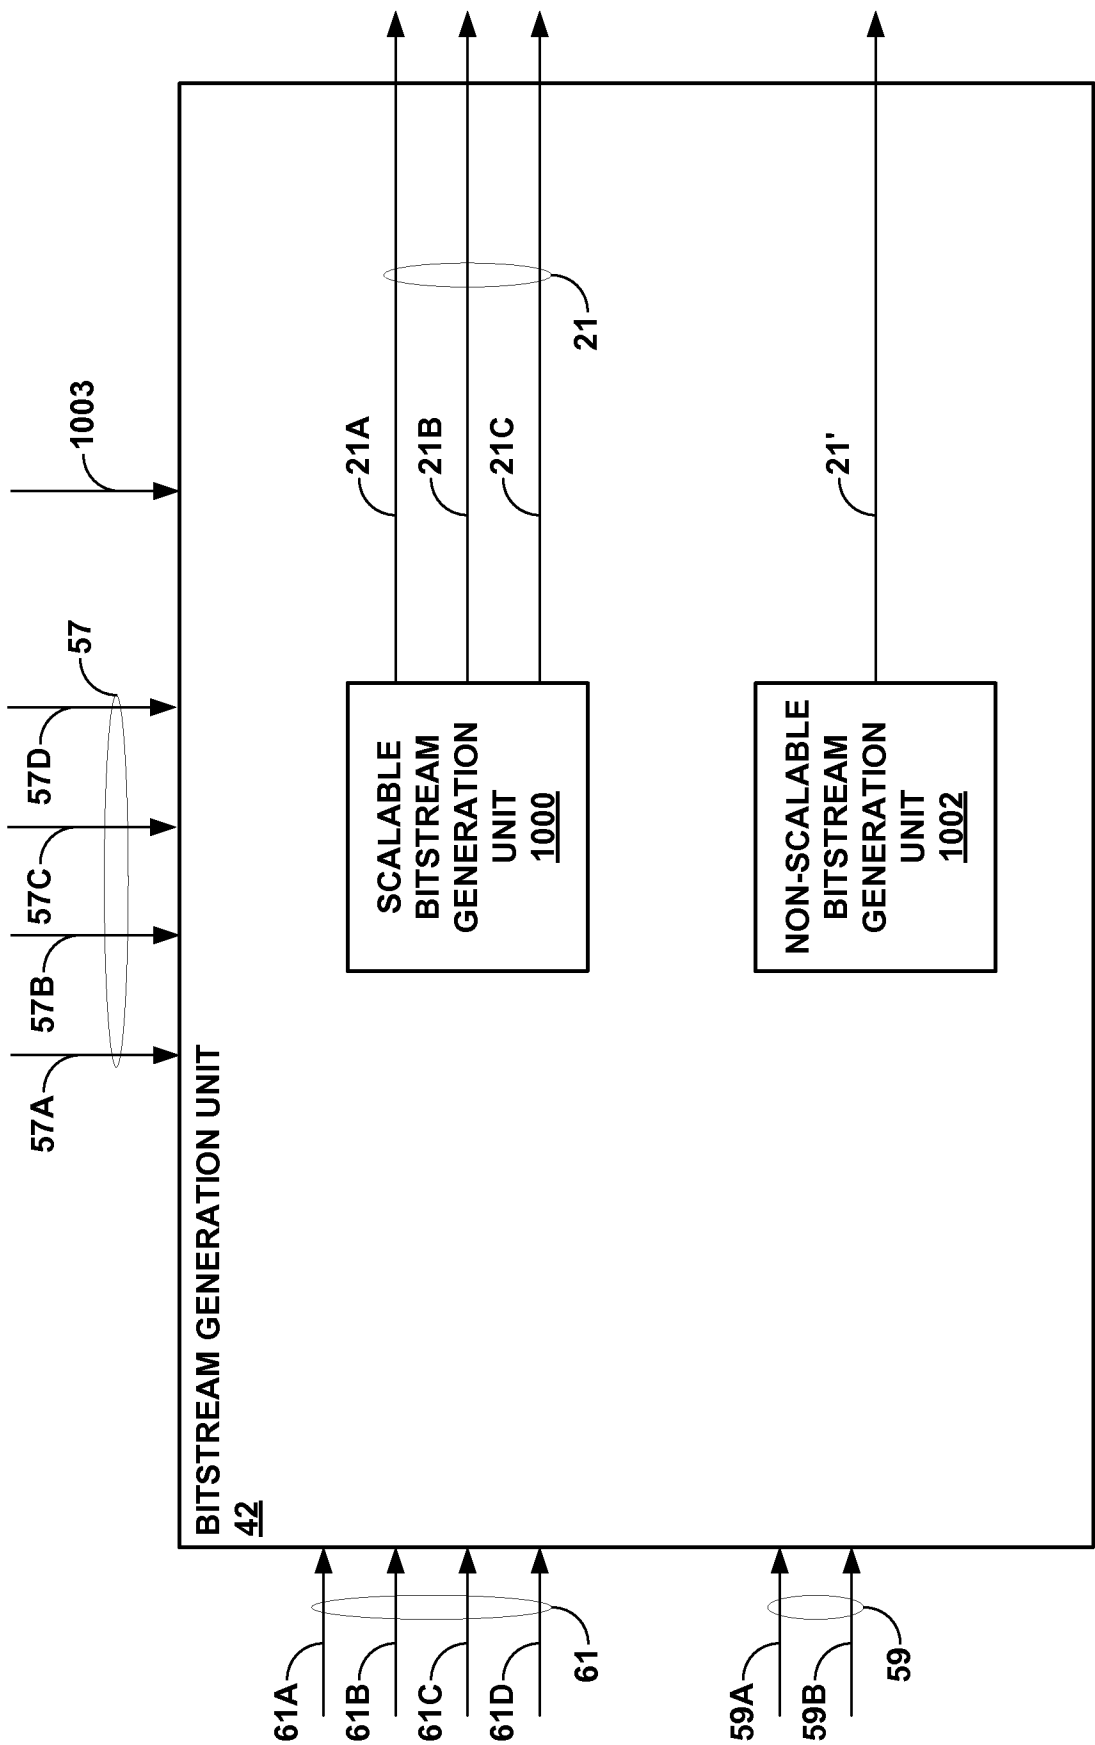 BITSTREAM GENERATION UNIT
42
57A
57B
57C
57D
57
1003
61A
61B
61C
61D
61
59A
59B
59
SCALABLE
BITSTREAM
GENERATION
UNIT
1000
21A
21B
21C
21
NON-SCALABLE
BITSTREAM
GENERATION
UNIT
1002
21'